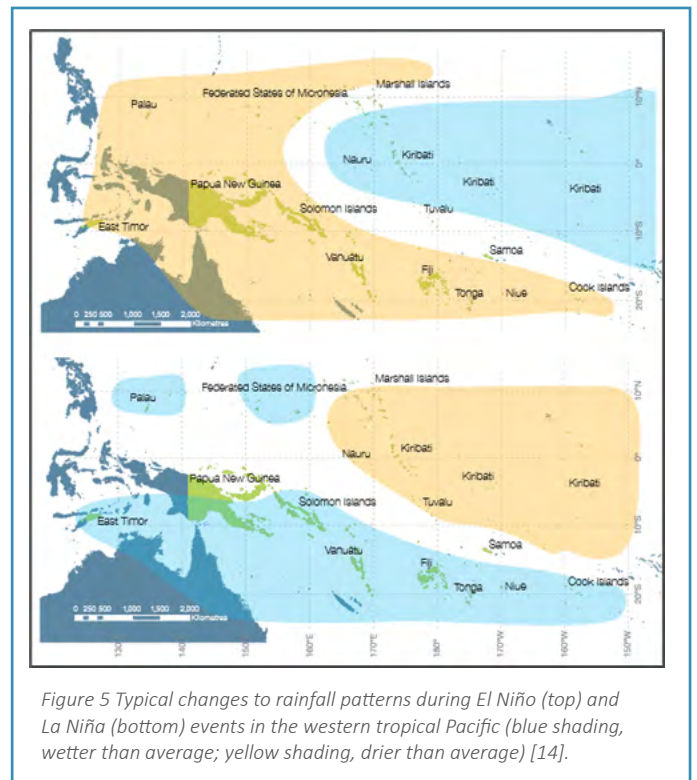 Marshall Islands
Federated States of Micronesia
Palau
10°N
Nauru
Kiribati
Kiribati
Kiribati
0°
Papua New Guinea
Solomon Islands
Tuvalu
10°S
East Timor
Samoa
Vanuatu
Fiji
Tonga
Niue
Cook Islands
20°S
0 250 500 1,000 1,500 2,000
Kilometres
Marshall Islands
Federated States of Micronesia
Palau
10°N
Nauru
Kiribati
Kiribati
Kiribati
0°
Papua New Guinea
Solomon Islands
Tuvalu
10°S
East Timor
Samoa
Vanuatu
Fiji
Tonga
Niue
Cook Islands
20°S
0 250 500 1,000 1,500 2,000
Kilometres
130°
140°
150°
160°E
170°E
180°
170°W
160°W
150°W
Figure 5 Typical changes to rainfall patterns during El Niño (top) and
La Niña (bottom) events in the western tropical Pacific (blue shading,
wetter than average; yellow shading, drier than average) [14].